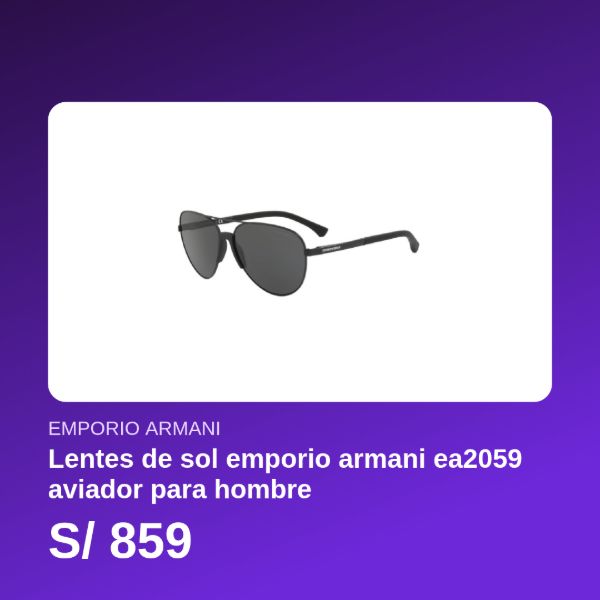 EMPORIO ARMANI
Lentes de sol emporio armani ea2059
aviador para hombre
S/ 859